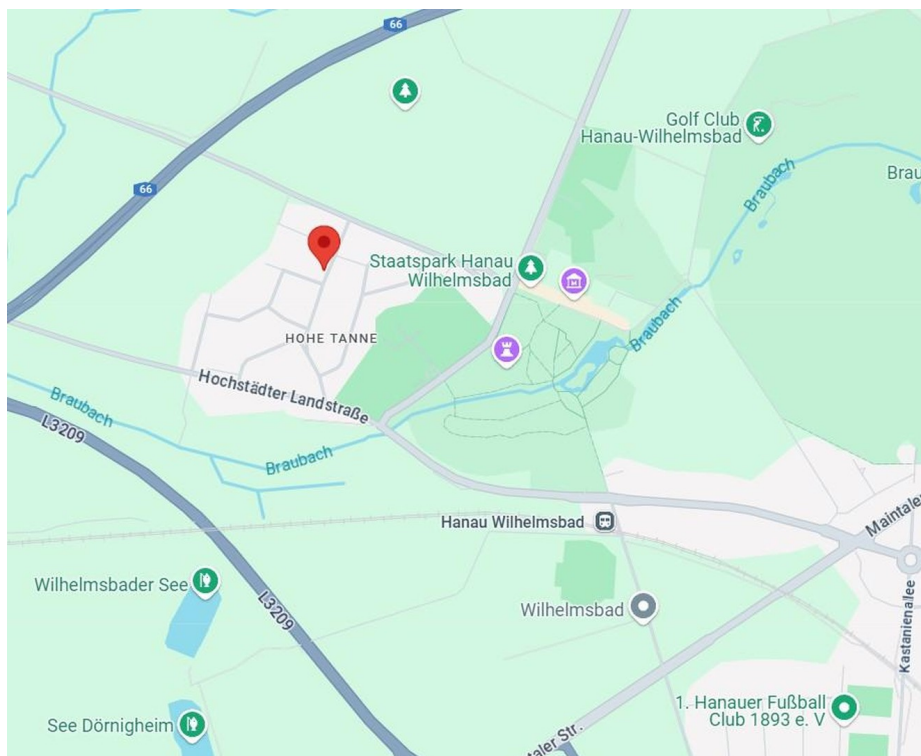 66
Golf Club
Hanau-Wilhelmsbad
Braubach
Brau
66
Staatspark Hanau
Wilhelmsbad
Braubach
HOHE TANNE
Hochstädter Landstraße
Braubach
L3209
Braubach
Hanau Wilhelmsbad
Maintaler
Wilhelmsbader See
L3209
Wilhelmsbad
Kastanienallee
1. Hanauer Fußball
Club 1893 e. V
See Dörnigheim
taler Str.